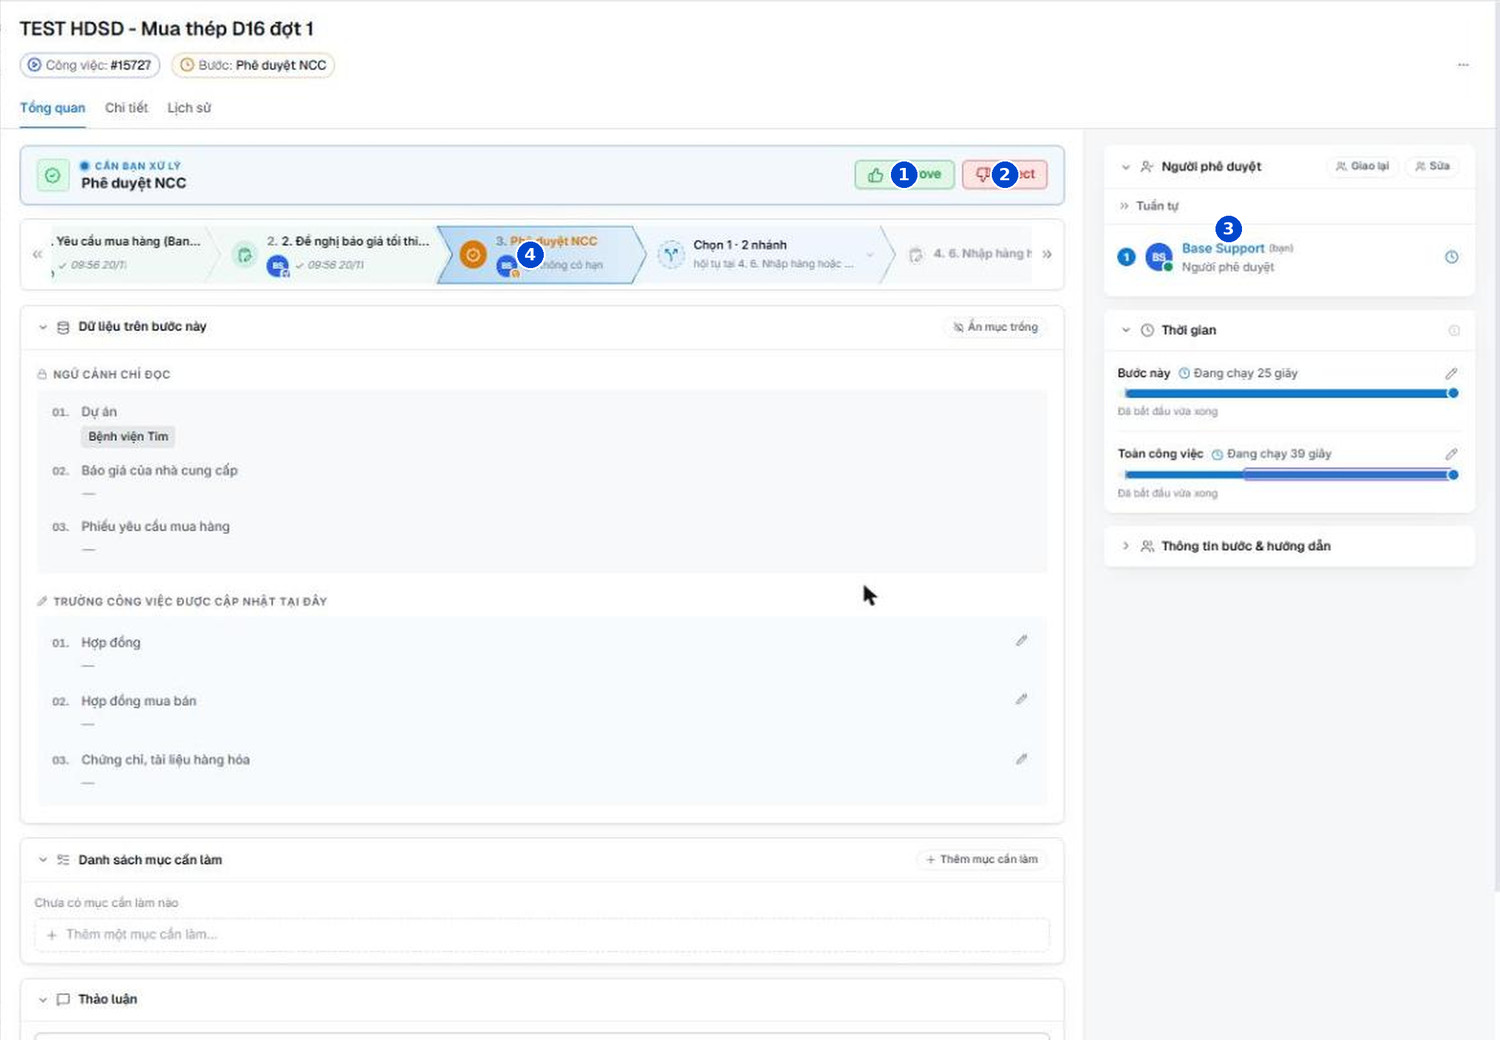 TEST HDSD - Mua thép D16 đợt 1
Công việc: #15727
Bước: Phê duyệt NCC
Tổng quan
Chi tiết
Lịch sử
CẦN BẠN XỬ LÝ
Phê duyệt NCC
1 ove
2 ect
. Yêu cầu mua hàng (Ban...
09:56 20/11
2. 2. Đề nghị báo giá tối thi...
09:56 20/11
3. duyệt NCC
4 hông có hạn
Chọn 1 · 2 nhánh
hội tụ tại 4. 6. Nhập hàng hoặc ...
4. 6. Nhập hàng h
Dữ liệu trên bước này
Ẩn mục trống
NGỮ CẢNH CHỈ ĐỌC
01. Dự án
Bệnh viện Tim
02. Báo giá của nhà cung cấp
—
03. Phiếu yêu cầu mua hàng
—
TRƯỜNG CÔNG VIỆC ĐƯỢC CẬP NHẬT TẠI ĐÂY
01. Hợp đồng
—
02. Hợp đồng mua bán
—
03. Chứng chỉ, tài liệu hàng hóa
—
Danh sách mục cần làm
+ Thêm mục cần làm
Chưa có mục cần làm nào
+ Thêm một mục cần làm...
Thảo luận
Người phê duyệt
Giao lại
Sửa
Tuần tự
3
1 BS Base Support (bạn)
Người phê duyệt
Thời gian
Bước này Đang chạy 25 giây
Đã bắt đầu vừa xong
Toàn công việc Đang chạy 39 giây
Đã bắt đầu vừa xong
Thông tin bước & hướng dẫn